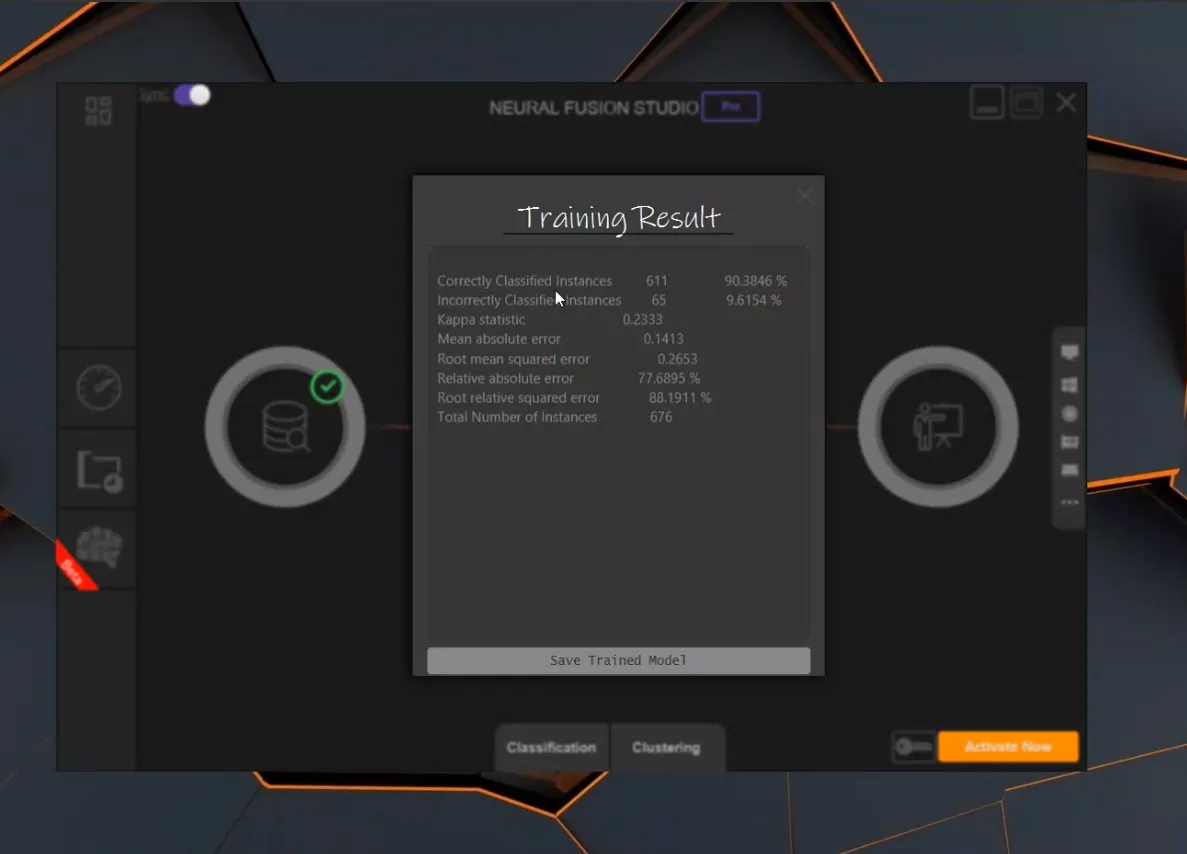 Sync
NEURAL FUSION STUDIO Pro
Training Result
Correctly Classified Instances 611 90.3846 %
Incorrectly Classified Instances 65 9.6154 %
Kappa statistic 0.2333
Mean absolute error 0.1413
Root mean squared error 0.2653
Relative absolute error 77.6895 %
Root relative squared error 88.1911 %
Total Number of Instances 676
Beta
Save Trained Model
Classification Clustering
Activate Now